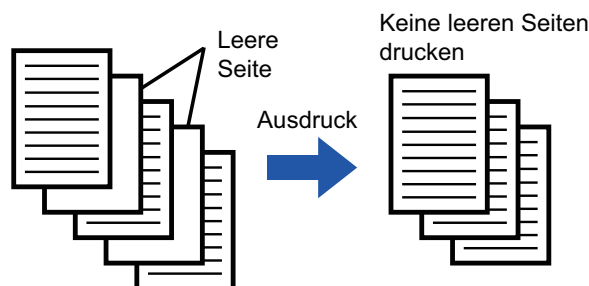 Leere
Seite
Ausdruck
Keine leeren Seiten
drucken